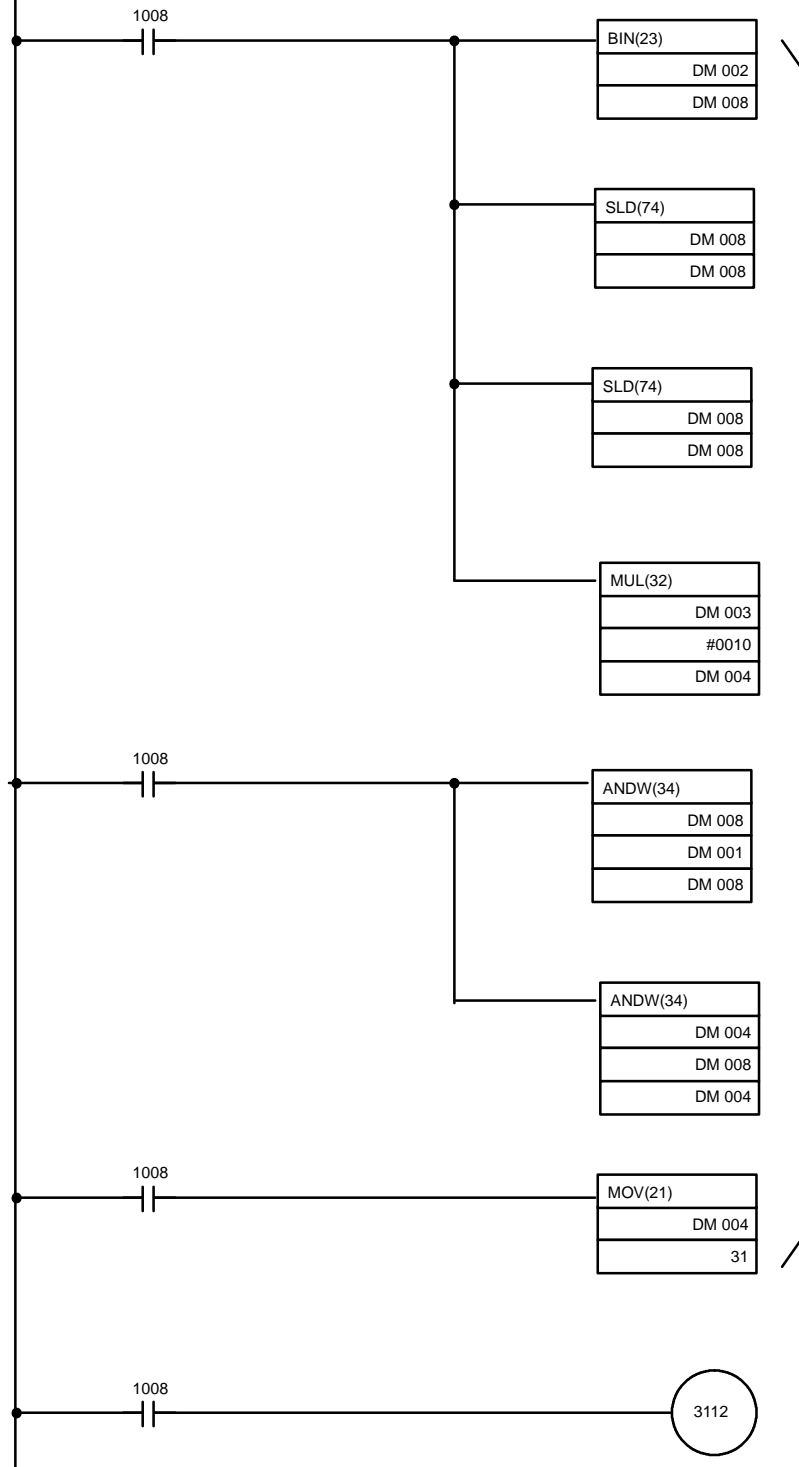 1008
BIN(23)
DM 002
DM 008
SLD(74)
DM 008
DM 008
SLD(74)
DM 008
DM 008
MUL(32)
DM 003
#0010
DM 004
1008
ANDW(34)
DM 008
DM 001
DM 008
ANDW(34)
DM 004
DM 008
DM 004
1008
MOV(21)
DM 004
31
1008
3112